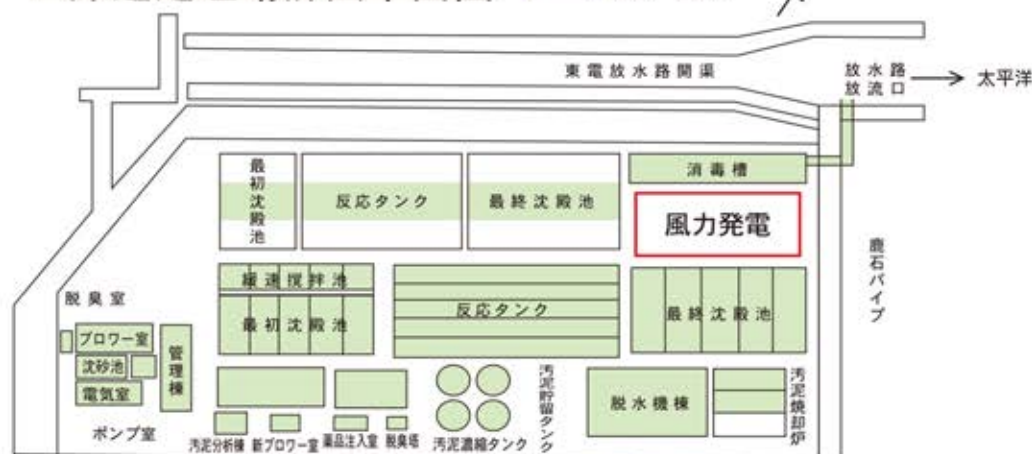 東電放水路開渠
放水路
放流口
太平洋
最初沈殿池
反応タンク
最終沈殿池
消毒槽
風力発電
鹿石バイプ
緩速撹拌池
最初沈殿池
反応タンク
最終沈殿池
脱臭室
ブロワー室
沈砂池
電気室
管理棟
ポンプ室
汚泥分析棟
新ブロワー室
薬品注入室
脱臭塔
汚泥濃縮タンク
汚泥貯留タンク
脱水機棟
汚泥焼却炉